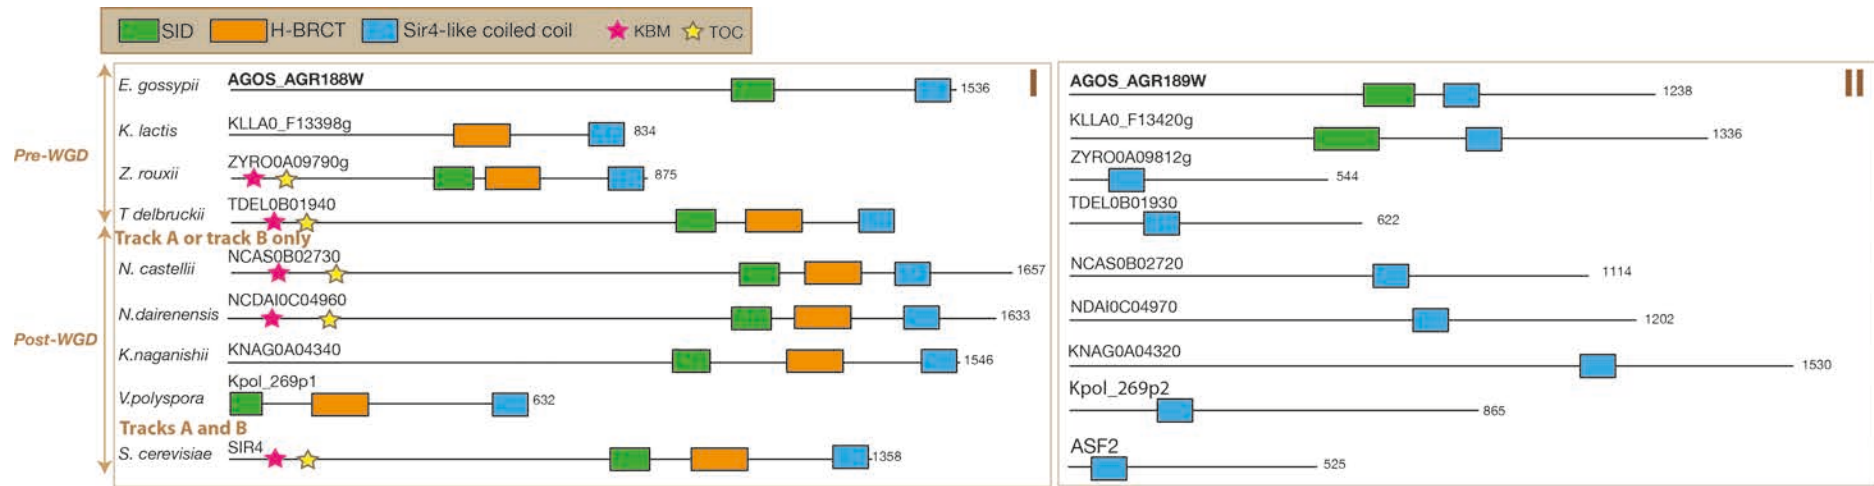 SID H-BRCT Sir4-like coiled coil KBM TOC
Pre-WGD
Post-WGD
I
E. gossypii AGOS_AGR188W 1536
K. lactis KLLA0_F13398g 834
Z. rouxii ZYRO0A09790g 875
T delbruckii TDEL0B01940
Track A or track B only
N. castellii NCAS0B02730 1657
N.dairenensis NCDAI0C04960 1633
K.naganishii KNAG0A04340 1546
V.polyspora Kpol_269p1 632
Tracks A and B
S. cerevisiae SIR4 1358
II
AGOS_AGR189W 1238
KLLA0_F13420g 1336
ZYRO0A09812g 544
TDEL0B01930 622
NCAS0B02720 1114
NDAI0C04970 1202
KNAG0A04320 1530
Kpol_269p2 865
ASF2 525